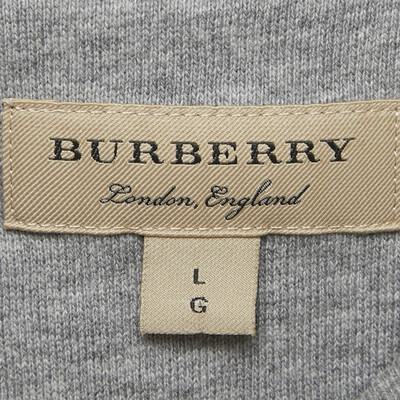 BURBERRY
London, England
L
G